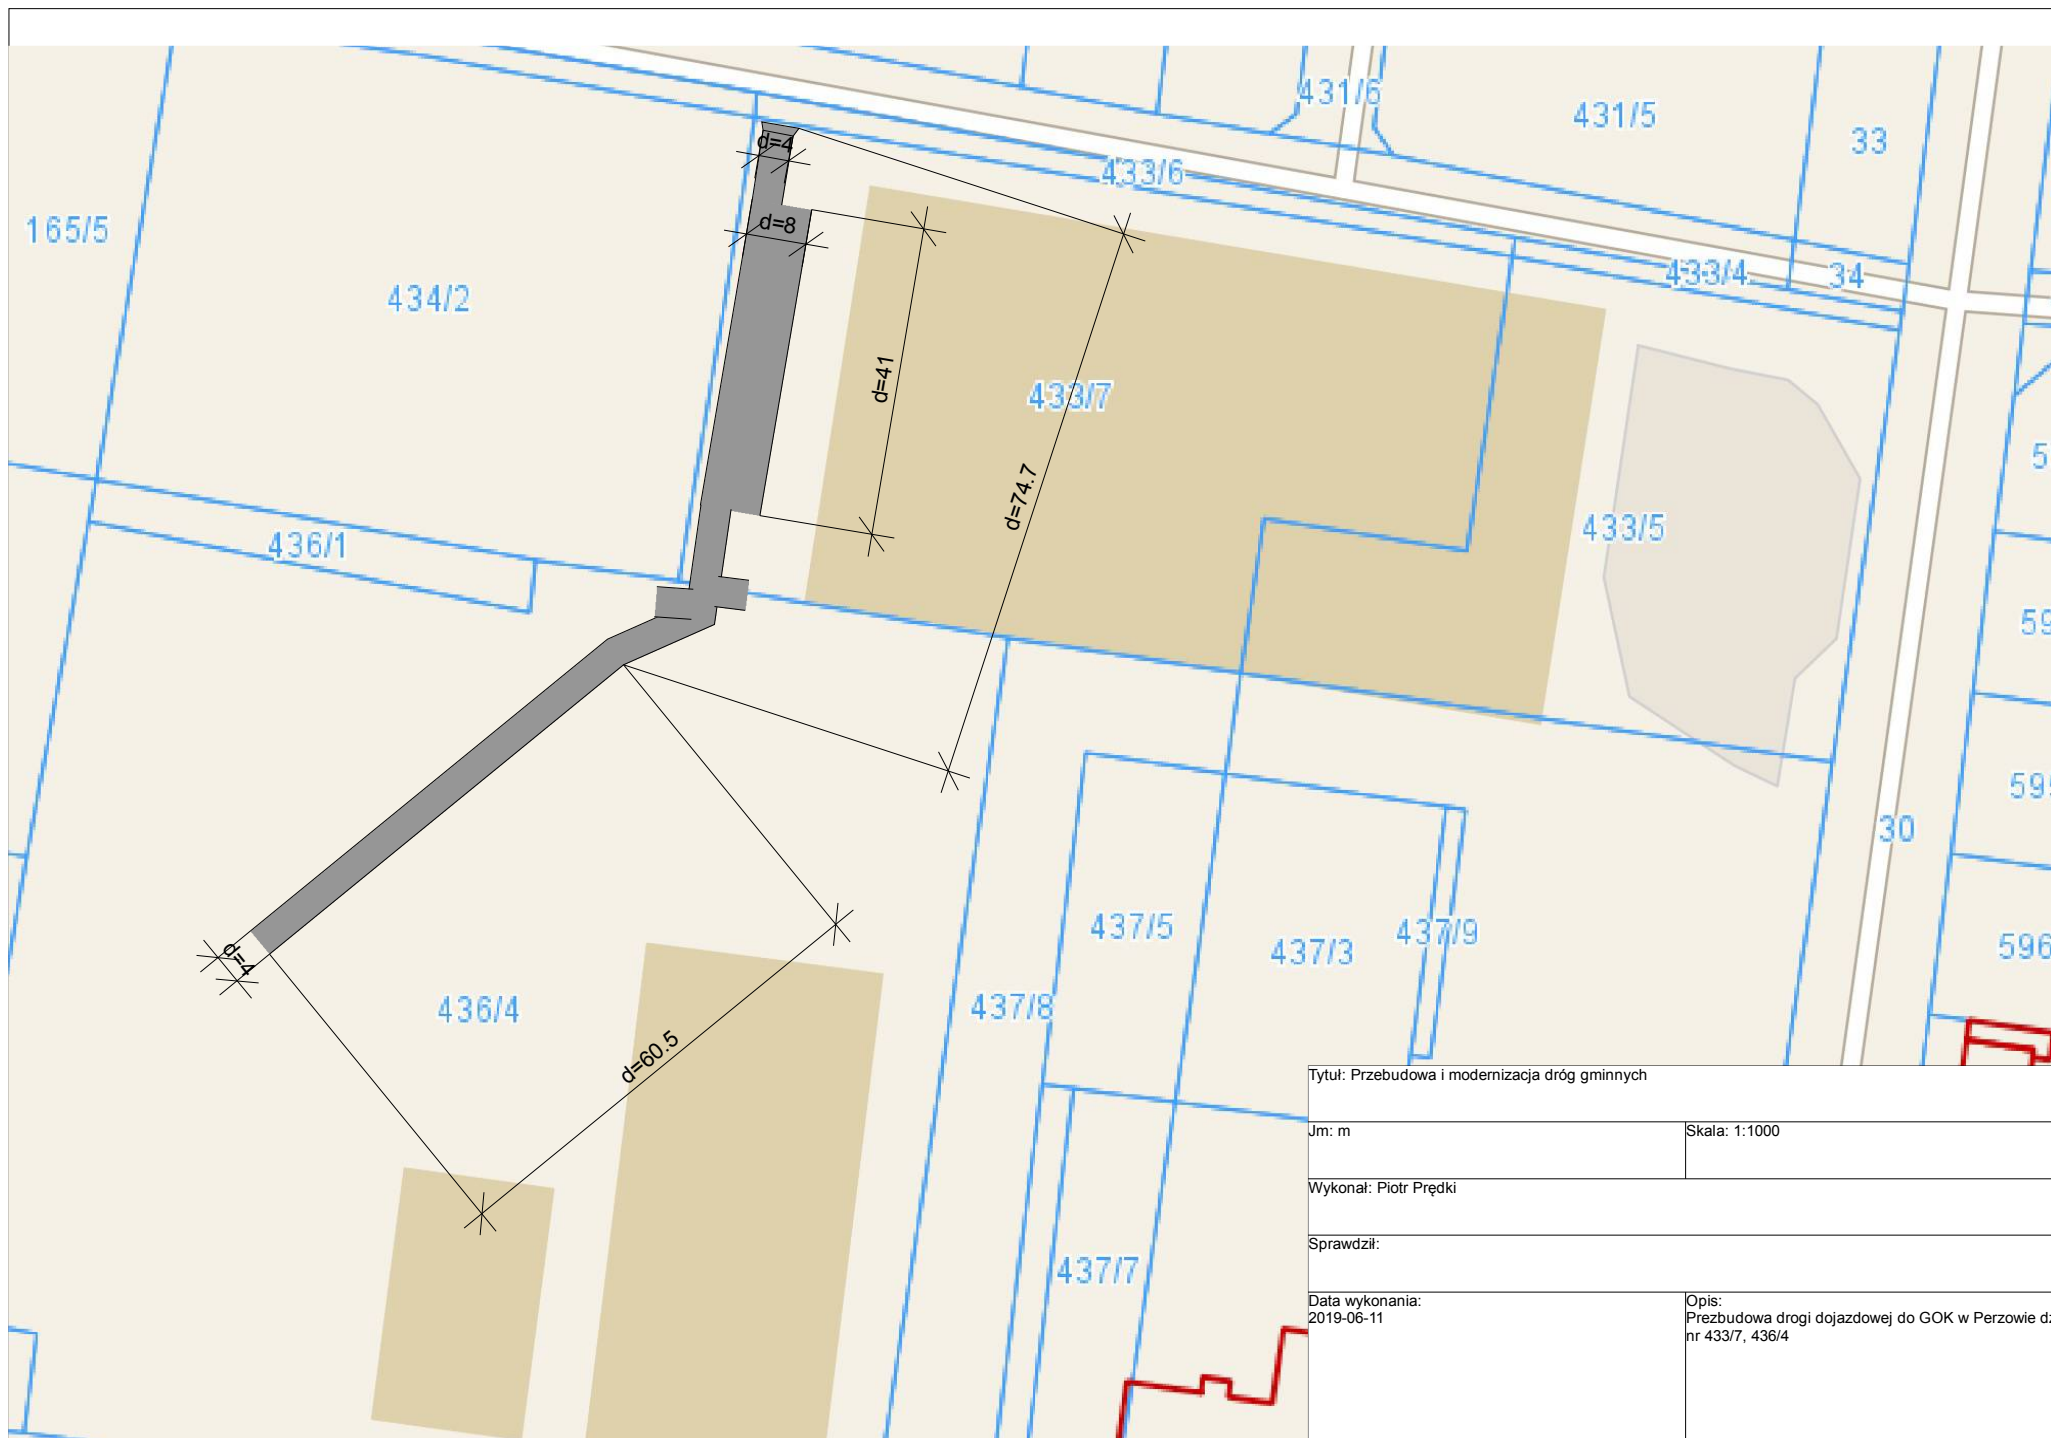 431/6
431/5
33
d=4
433/6
165/5
d=8
434/2
433/4
34
d=41
433/7
5
d=74.7
433/5
436/1
59
595
30
437/5
437/3
437/9
596
d=4
436/4
437/8
d=60.5
437/7
Tytuł: Przebudowa i modernizacja dróg gminnych
Jm: m
Skala: 1:1000
Wykonał: Piotr Prędki
Sprawdził:
Data wykonania:
2019-06-11
Opis:
Prezbudowa drogi dojazdowej do GOK w Perzowie dz
nr 433/7, 436/4